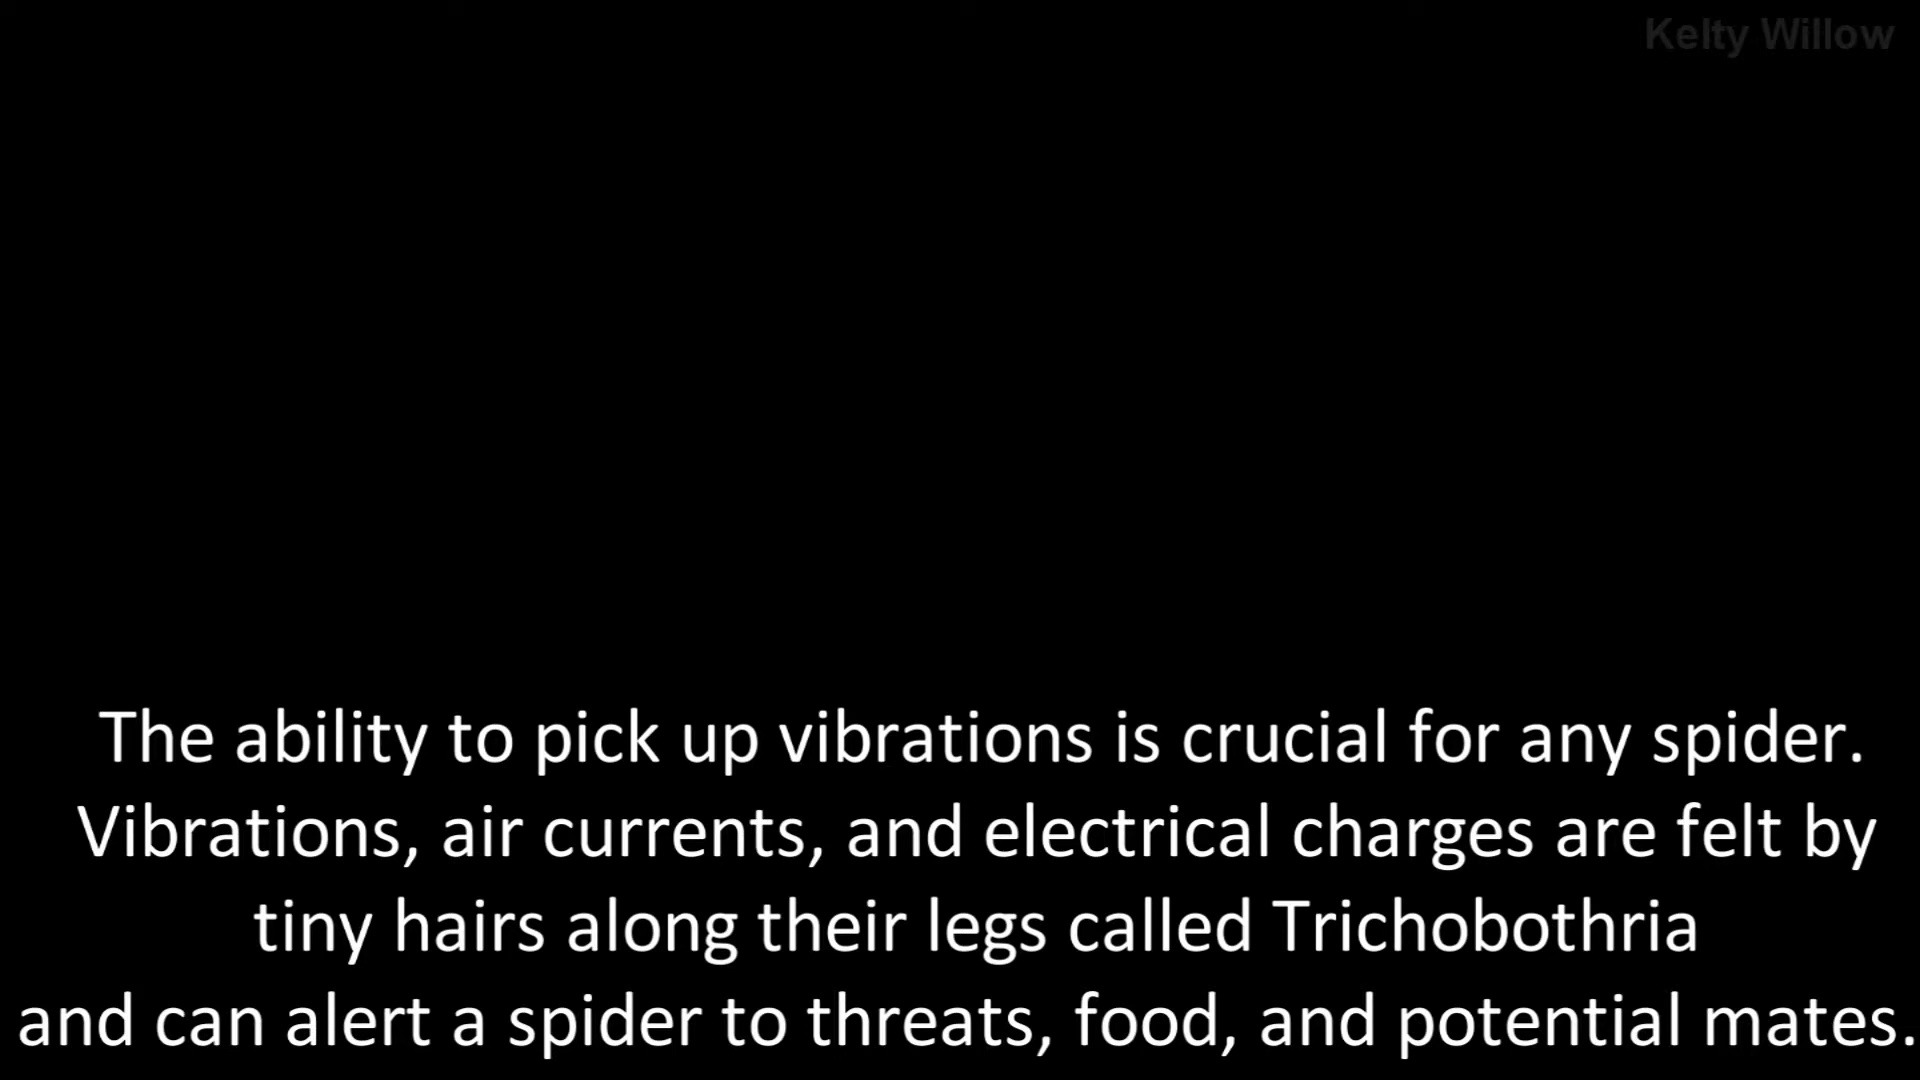 Kelty Willow
The ability to pick up vibrations is crucial for any spider.
Vibrations, air currents, and electrical charges are felt by
tiny hairs along their legs called Trichobothria
and can alert a spider to threats, food, and potential mates.